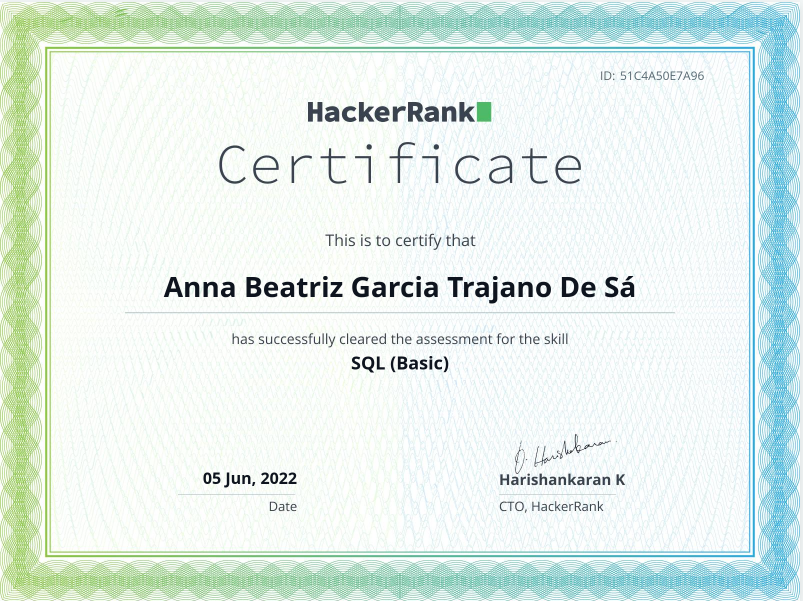 ID: 51C4A50E7A96
HackerRank
Certificate
This is to certify that
Anna Beatriz Garcia Trajano De Sá
has successfully cleared the assessment for the skill
SQL (Basic)
05 Jun, 2022
Date
Harishankaran K
CTO, HackerRank